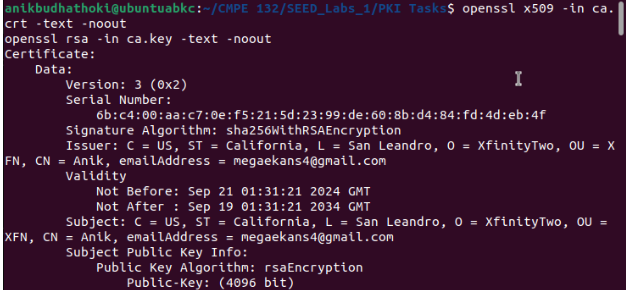 anikbudhathoki@ubuntuabkc:~/CMPE 132/SEED_Labs_1/PKI Tasks$ openssl x509 -in ca.
crt -text -noout
openssl rsa -in ca.key -text -noout
Certificate:
    Data:
        Version: 3 (0x2)
        Serial Number:
            6b:c4:00:aa:c7:0e:f5:21:5d:23:99:de:60:8b:d4:84:fd:4d:eb:4f
        Signature Algorithm: sha256WithRSAEncryption
        Issuer: C = US, ST = California, L = San Leandro, O = XfinityTwo, OU = X
FN, CN = Anik, emailAddress = megaekans4@gmail.com
        Validity
            Not Before: Sep 21 01:31:21 2024 GMT
            Not After : Sep 19 01:31:21 2034 GMT
        Subject: C = US, ST = California, L = San Leandro, O = XfinityTwo, OU =
XFN, CN = Anik, emailAddress = megaekans4@gmail.com
        Subject Public Key Info:
            Public Key Algorithm: rsaEncryption
                Public-Key: (4096 bit)